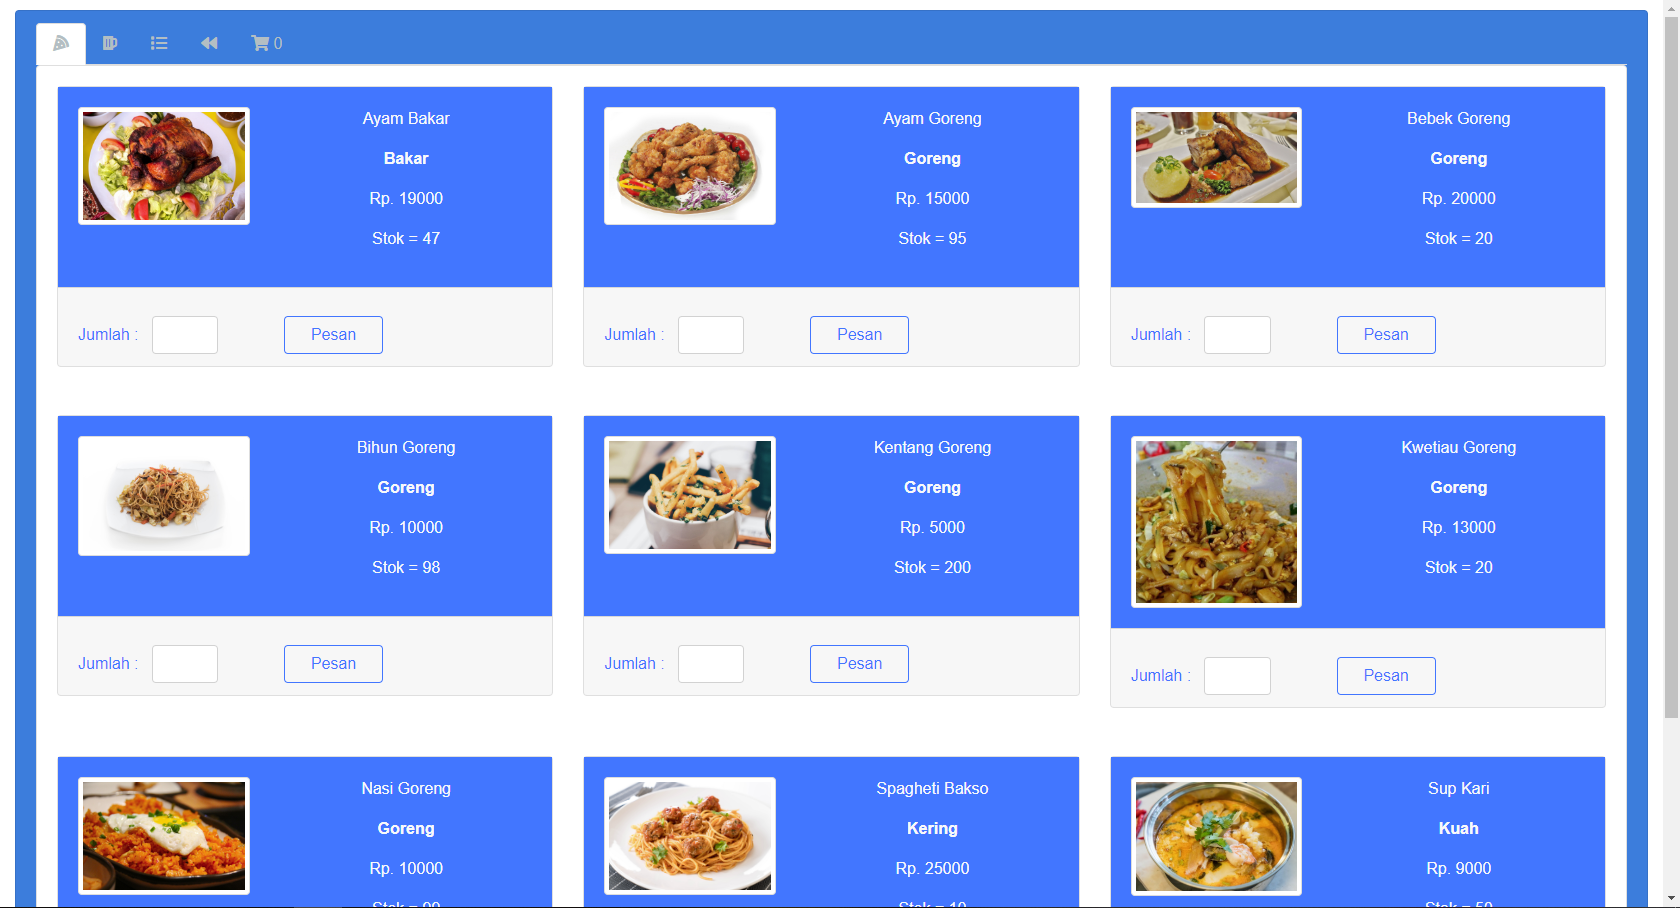 0
Ayam Bakar
Bakar
Rp. 19000
Stok = 47
Jumlah :
Pesan
Ayam Goreng
Goreng
Rp. 15000
Stok = 95
Jumlah :
Pesan
Bebek Goreng
Goreng
Rp. 20000
Stok = 20
Jumlah :
Pesan
Bihun Goreng
Goreng
Rp. 10000
Stok = 98
Jumlah :
Pesan
Kentang Goreng
Goreng
Rp. 5000
Stok = 200
Jumlah :
Pesan
Kwetiau Goreng
Goreng
Rp. 13000
Stok = 20
Jumlah :
Pesan
Nasi Goreng
Goreng
Rp. 10000
Stok =
Spagheti Bakso
Kering
Rp. 25000
Stok =
Sup Kari
Kuah
Rp. 9000
Stok =